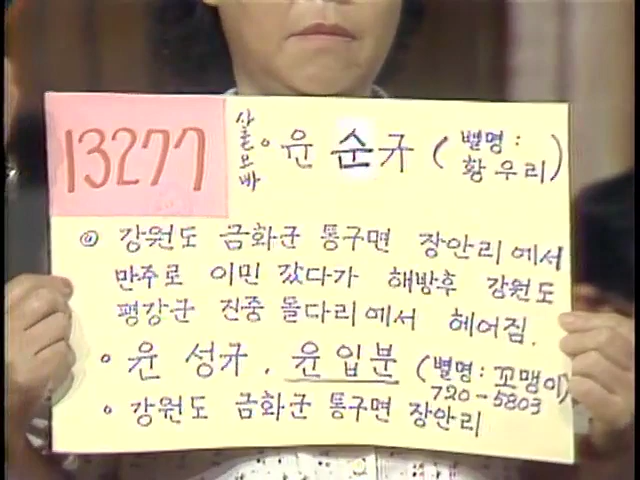 13277
사촌오빠 ◦ 윤순규 (별명: 황우리)
◎ 강원도 금화군 통구면 장안리에서
만주로 이민 갔다가 해방후 강원도
평강군 진중 돌다리에서 헤어짐.
◦ 윤성규. 윤입분 (별명: 꼬맹이)
720-5803
◦ 강원도 금화군 통구면 장안리